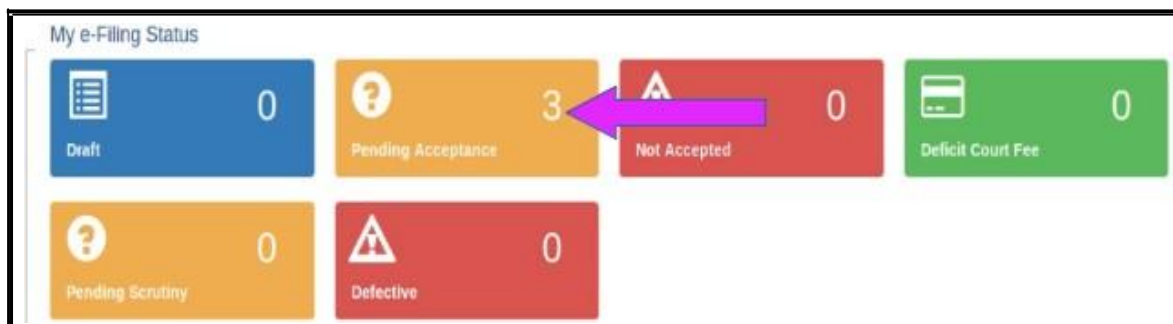 My e-Filing Status
0 3 0 0
Draft Pending Acceptance Not Accepted Deficit Court Fee
0 0
Pending Scrutiny Defective